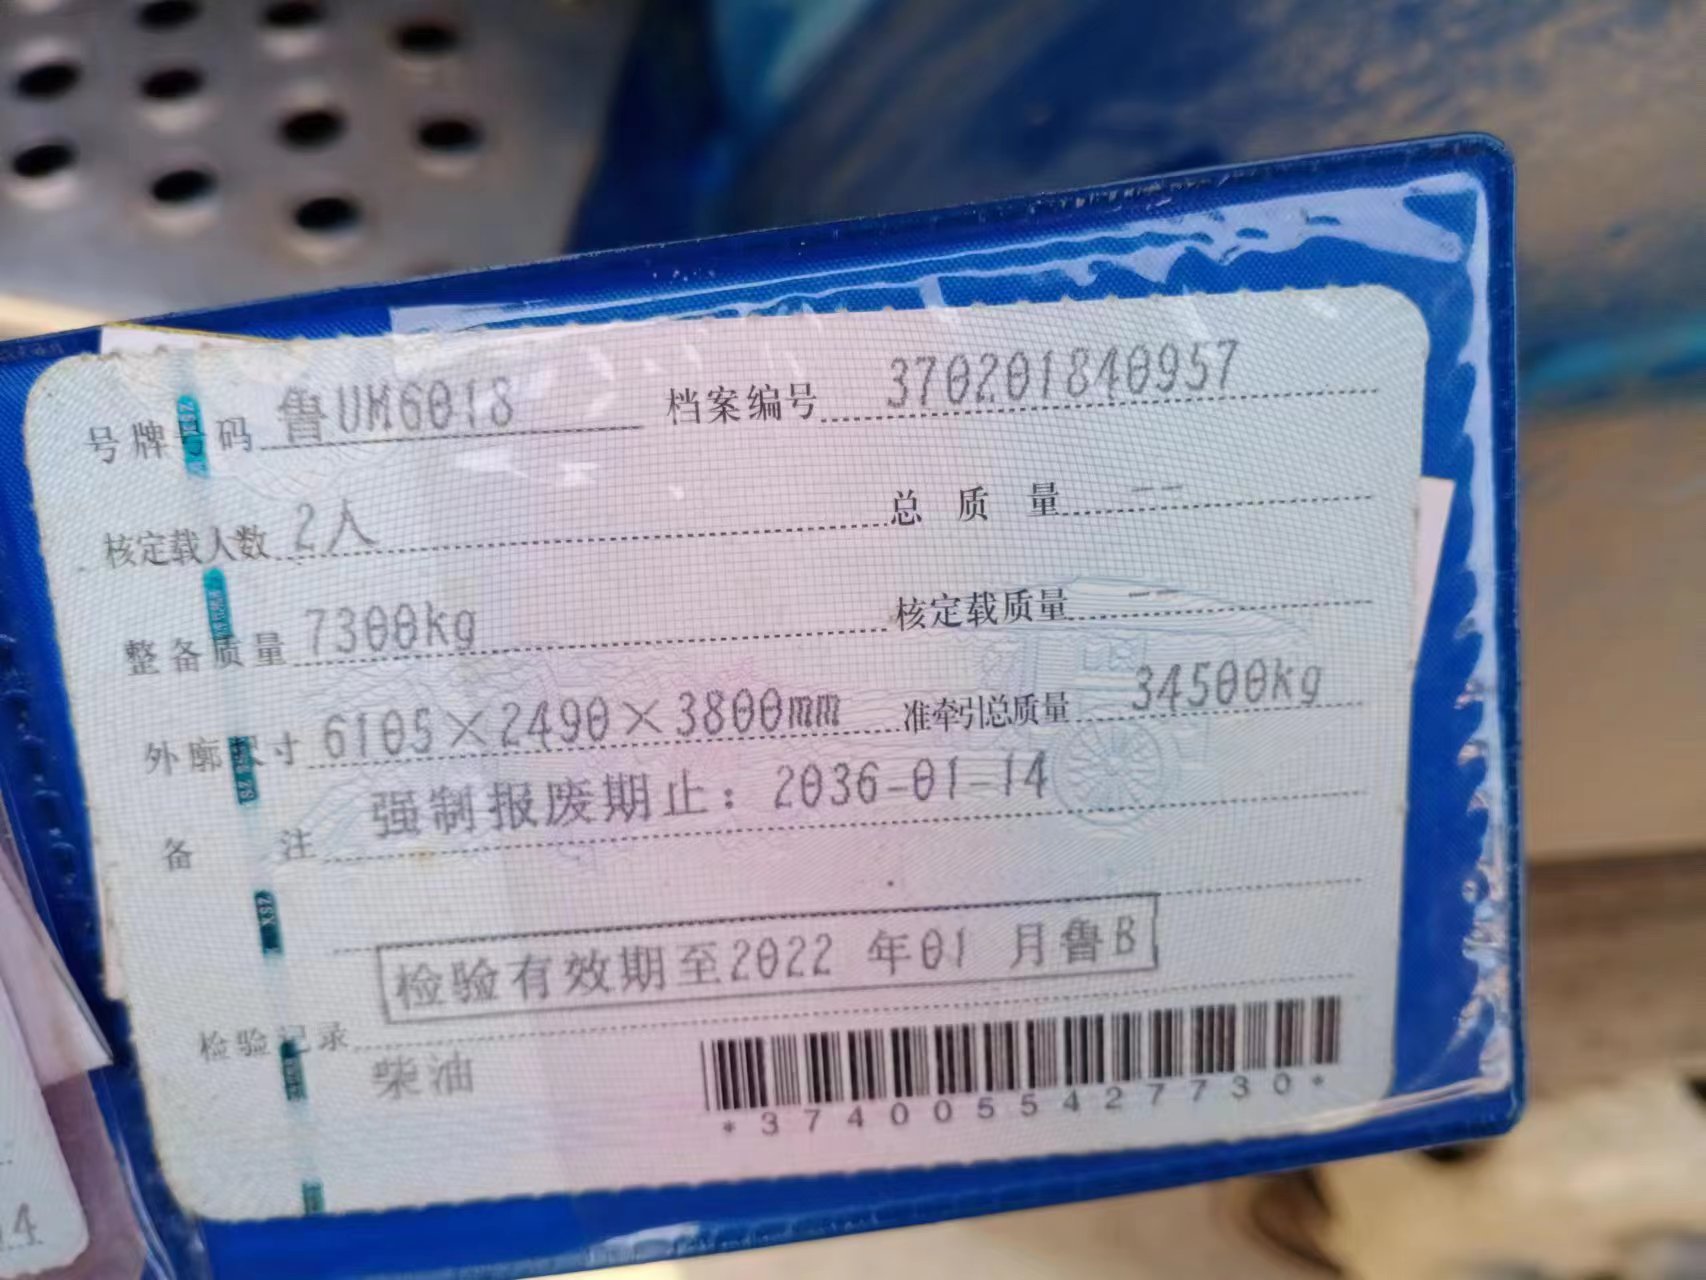 号牌号码 鲁UM6018 档案编号 370201840957
核定载人数 2人 总质量 --
整备质量 7300kg 核定载质量 --
外廓尺寸 6105×2490×3800mm 准牵引总质量 34500kg
备注 强制报废期止：2036-01-14
检验有效期至2022 年01 月鲁B
检验记录
柴油
*3740055427730*